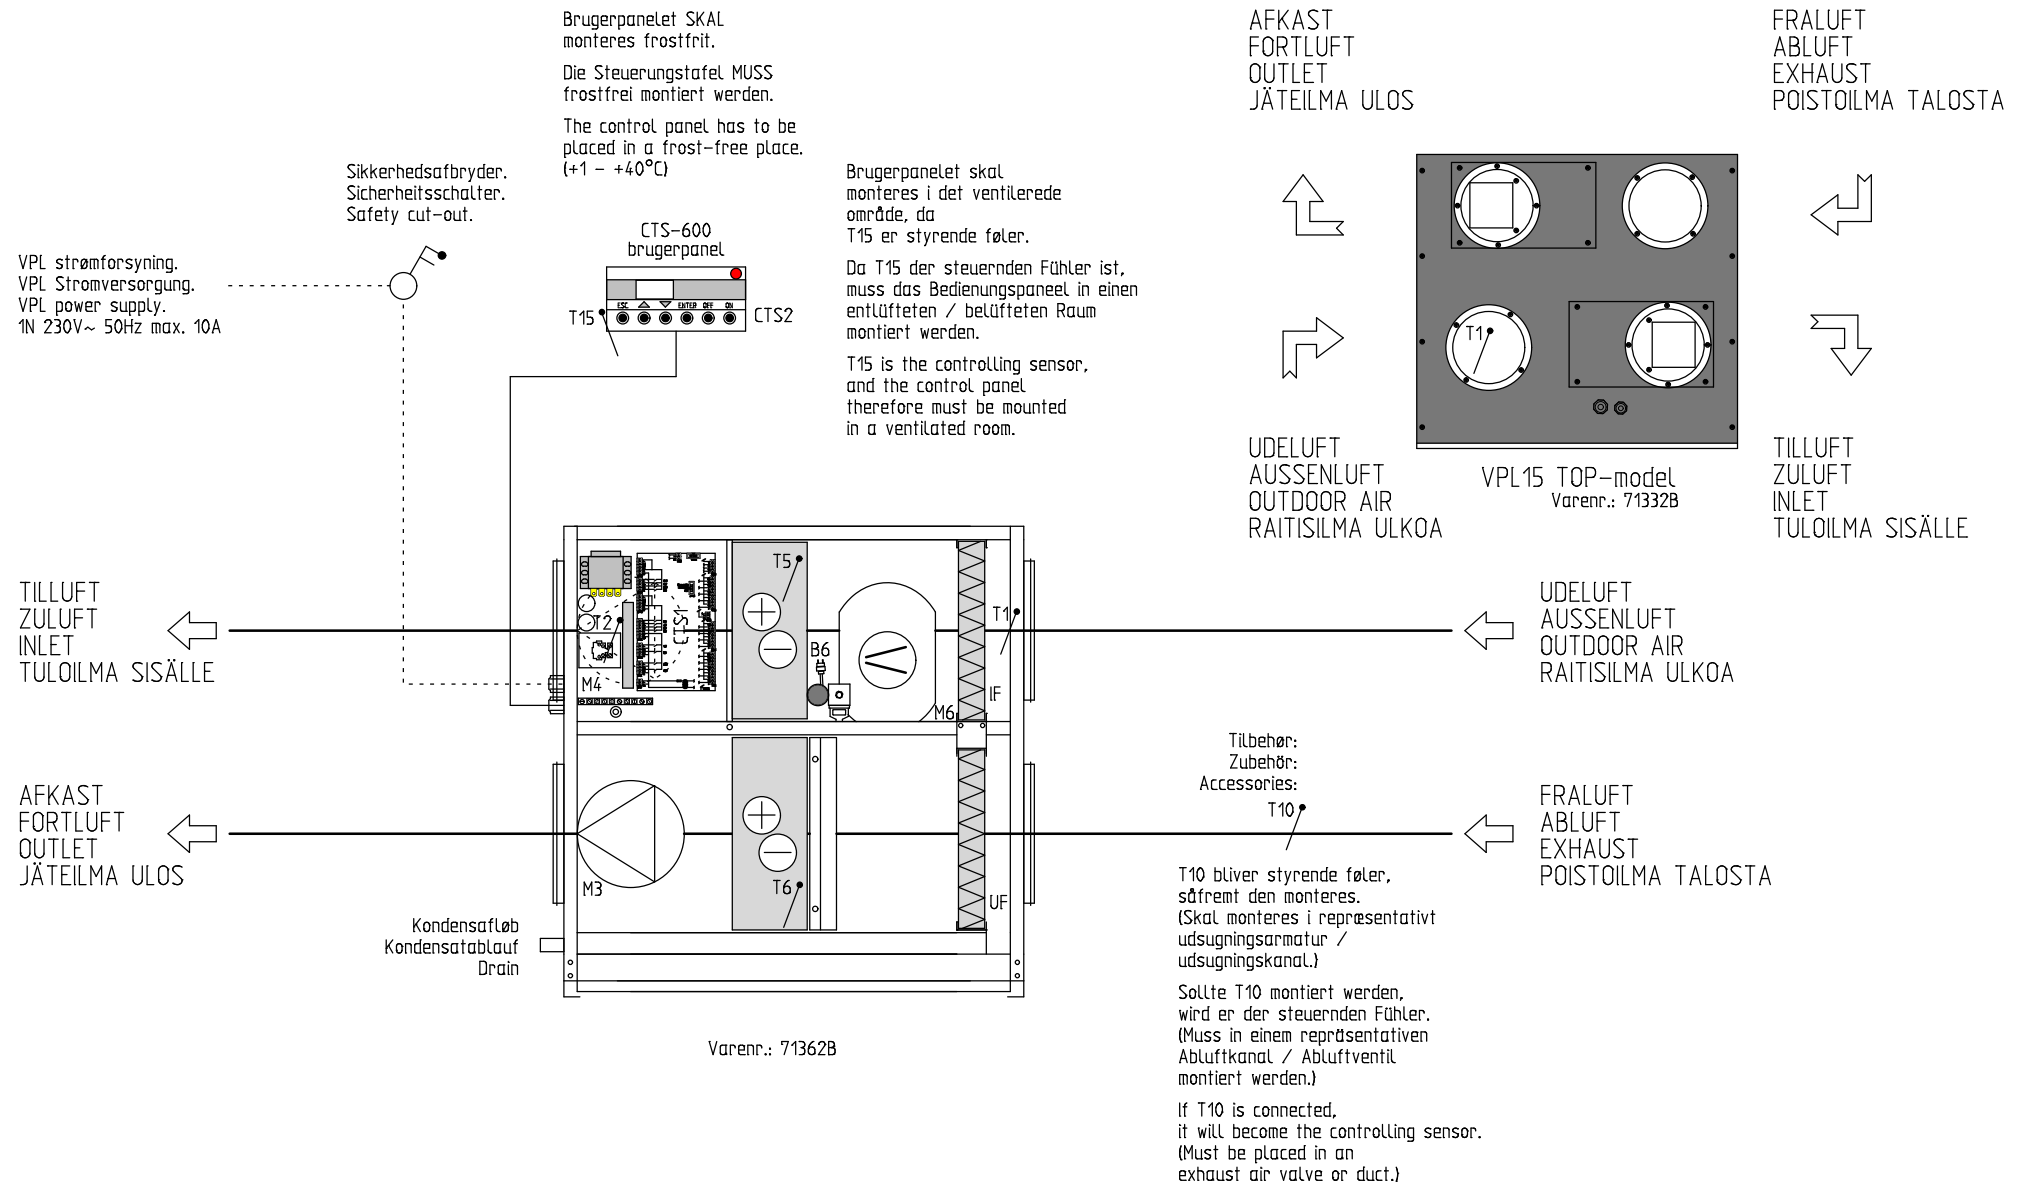 Brugerpanelet SKAL
monteres frostfrit.
Die Steuerungstafel MUSS
frostfrei montiert werden.
The control panel has to be
placed in a frost-free place.
(+1 - +40°C)
AFKAST
FORTLUFT
OUTLET
JÄTEILMA ULOS
FRALUFT
ABLUFT
EXHAUST
POISTOILMA TALOSTA
Sikkerhedsafbryder.
Sicherheitsschalter.
Safety cut-out.
VPL strømforsyning.
VPL Stromversorgung.
VPL power supply.
1N 230V~ 50Hz max. 10A
CTS-600
brugerpanel
ESC ENTER OFF ON
T15
CTS2
Brugerpanelet skal
monteres i det ventilerede
område, da
T15 er styrende føler.
Da T15 der steuernden Fühler ist,
muss das Bedienungspaneel in einen
entlüfteten / belüfteten Raum
montiert werden.
T15 is the controlling sensor,
and the control panel
therefore must be mounted
in a ventilated room.
T1
UDELUFT
AUSSENLUFT
OUTDOOR AIR
RAITISILMA ULKOA
VPL15 TOP-model
Varenr.: 71332B
TILLUFT
ZULUFT
INLET
TULOILMA SISÄLLE
TILLUFT
ZULUFT
INLET
TULOILMA SISÄLLE
T2
CTS1
M4
T5
B6
M6
T1
IF
UDELUFT
AUSSENLUFT
OUTDOOR AIR
RAITISILMA ULKOA
AFKAST
FORTLUFT
OUTLET
JÄTEILMA ULOS
M3
T6
UF
Tilbehør:
Zubehör:
Accessories:
T10
FRALUFT
ABLUFT
EXHAUST
POISTOILMA TALOSTA
Kondensafløb
Kondensatablauf
Drain
Varenr.: 71362B
T10 bliver styrende føler,
såfremt den monteres.
(Skal monteres i repræsentativt
udsugningsarmatur /
udsugningskanal.)
Sollte T10 montiert werden,
wird er der steuernden Fühler.
(Muss in einem repräsentativen
Abluftkanal / Abluftventil
montiert werden.)
If T10 is connected,
it will become the controlling sensor.
(Must be placed in an
exhaust air valve or duct.)